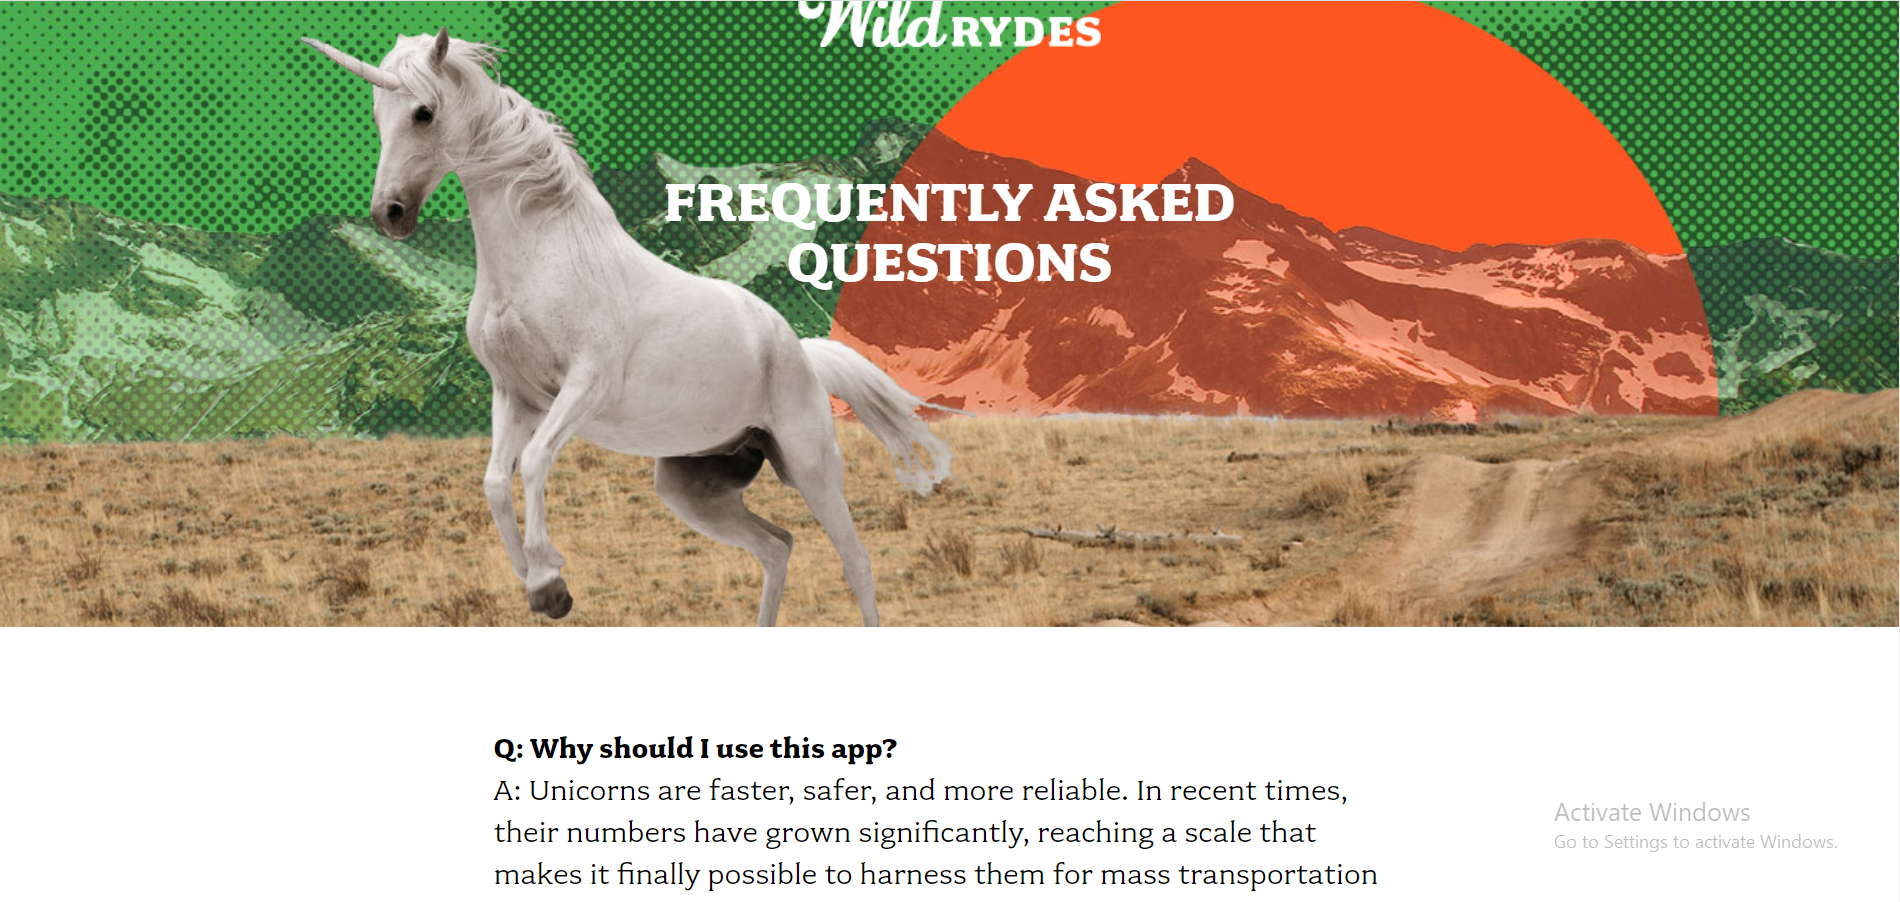 Wild RYDES
FREQUENTLY ASKED
QUESTIONS
Q: Why should I use this app?
A: Unicorns are faster, safer, and more reliable. In recent times,
their numbers have grown significantly, reaching a scale that
makes it finally possible to harness them for mass transportation
Activate Windows
Go to Settings to activate Windows.